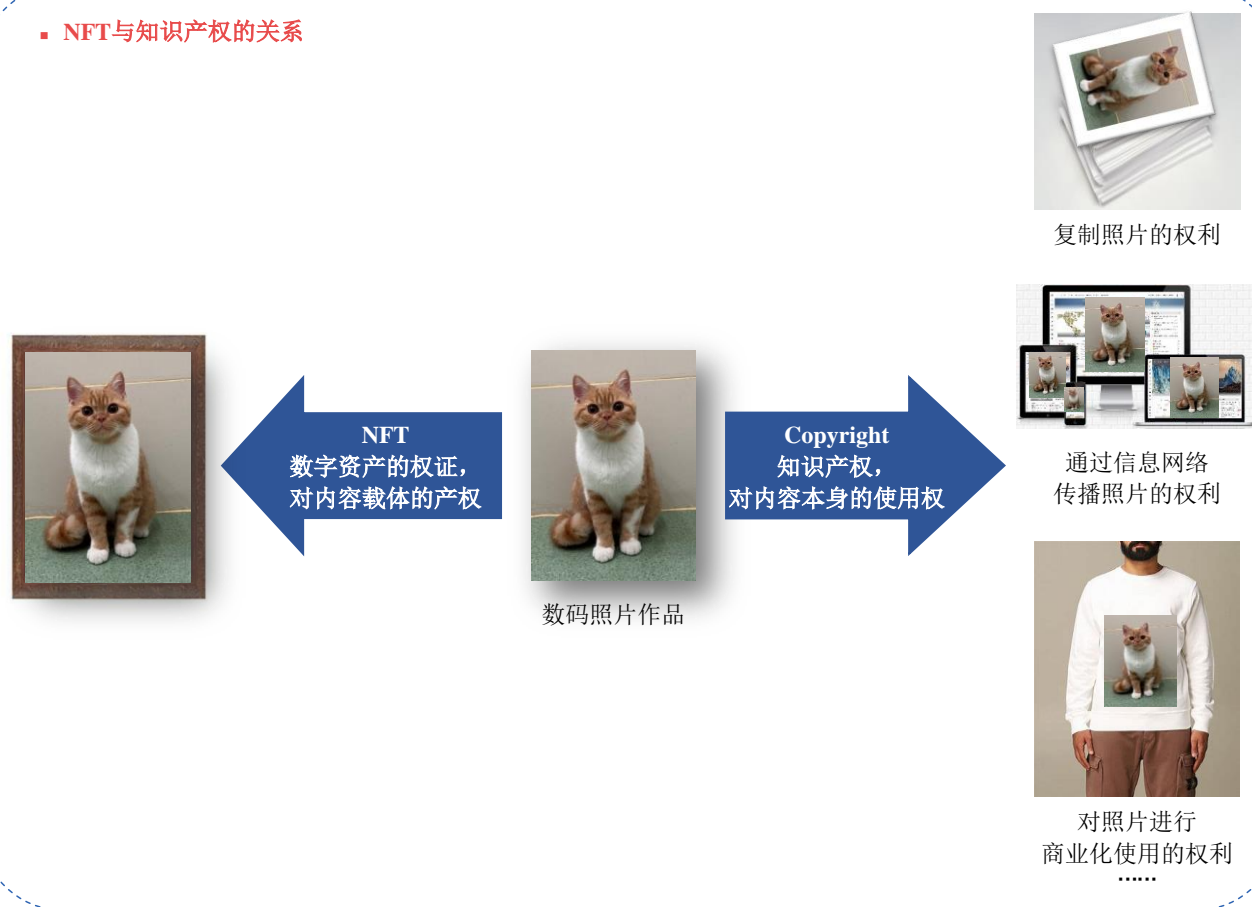 ▪ NFT与知识产权的关系
复制照片的权利
NFT
数字资产的权证,
对内容载体的产权
Copyright
知识产权,
对内容本身的使用权
数码照片作品
通过信息网络
传播照片的权利
对照片进行
商业化使用的权利
……